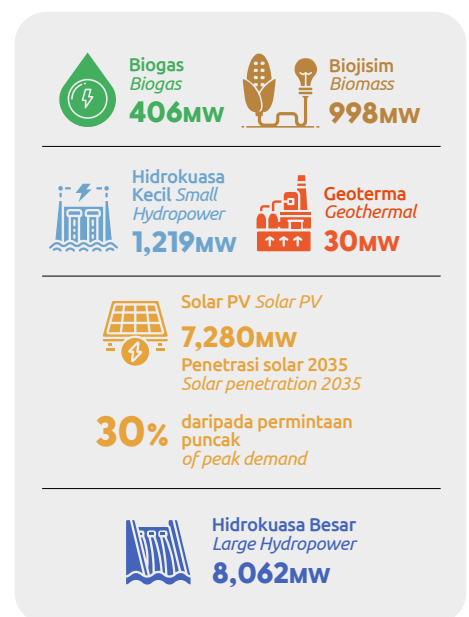 Biogas
Biogas
406MW
Biojisim
Biomass
998MW
Hidrokuasa
Kecil Small
Hydropower
1,219MW
Geoterma
Geothermal
30MW
Solar PV Solar PV
7,280MW
Penetrasi solar 2035
Solar penetration 2035
30%
daripada permintaan
puncak
of peak demand
Hidrokuasa Besar
Large Hydropower
8,062MW